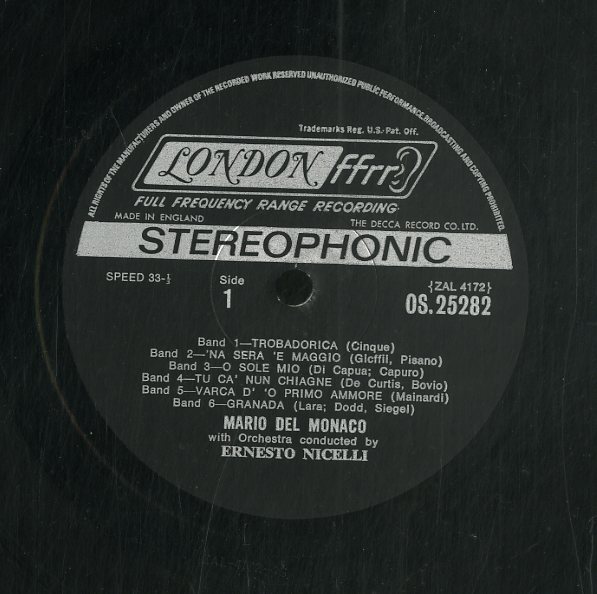 ALL RIGHTS OF THE MANUFACTURERS AND OWNER OF THE RECORDED WORK RESERVED UNAUTHORIZED PUBLIC PERFORMANCE, BROADCASTING AND COPYING PROHIBITED.
Trademarks Reg. U.S. Pat. Off.
LONDON ffrr
FULL FREQUENCY RANGE RECORDING
MADE IN ENGLAND THE DECCA RECORD CO. LTD.
STEREOPHONIC
SPEED 33-⅓ Side {ZAL 4172}
1 OS.25282
Band 1—TROBADORICA (Cinque)
Band 2—'NA SERA 'E MAGGIO (Glcffil, Pisano)
Band 3—O SOLE MIO (Di Capua; Capuro)
Band 4—TU CA' NUN CHIAGNE (De Curtis, Bovio)
Band 5—VARCA D' 'O PRIMO AMMORE (Mainardi)
Band 6—GRANADA (Lara; Dodd, Siegel)
MARIO DEL MONACO
with Orchestra conducted by
ERNESTO NICELLI